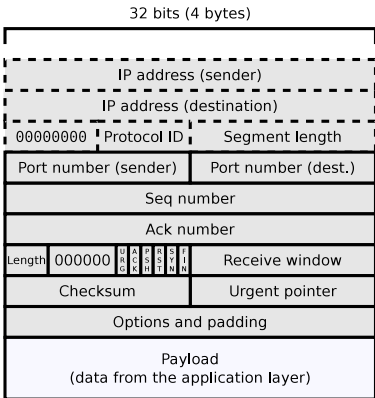 32 bits (4 bytes)
IP address (sender)
IP address (destination)
00000000 Protocol ID Segment length
Port number (sender) Port number (dest.)
Seq number
Ack number
Length 000000 URG ACK PSH RST SYN FIN Receive window
Checksum Urgent pointer
Options and padding
Payload
(data from the application layer)